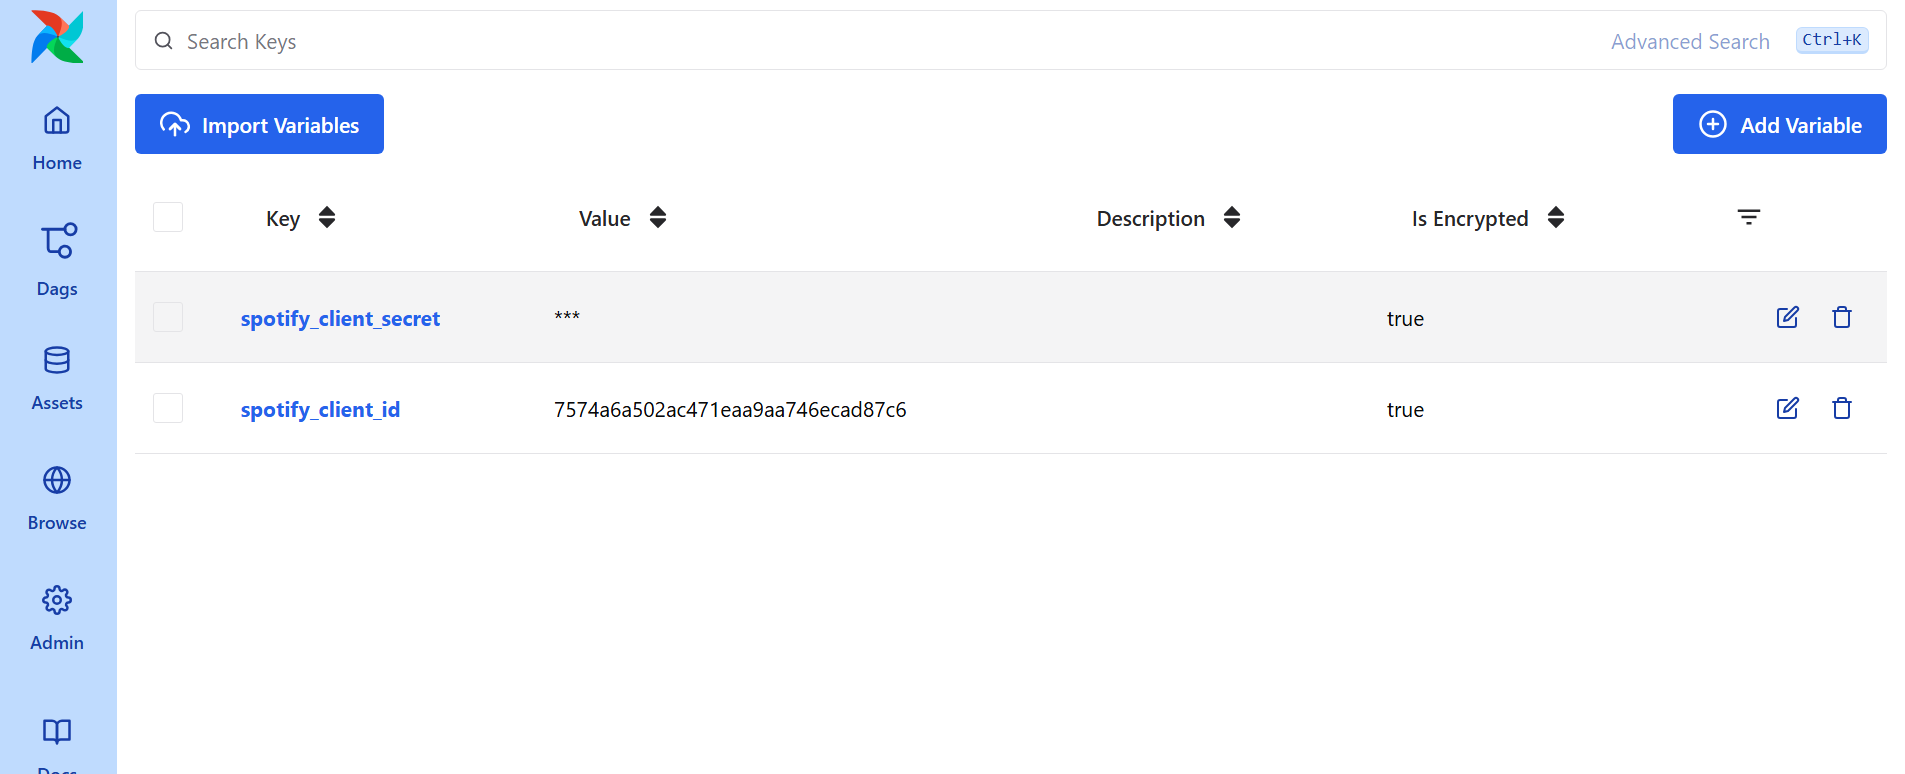 Search Keys
Advanced Search Ctrl+K
Import Variables
Add Variable
Home
Dags
Assets
Browse
Admin
Docs
Key Value Description Is Encrypted
spotify_client_secret *** true
spotify_client_id 7574a6a502ac471eaa9aa746ecad87c6 true